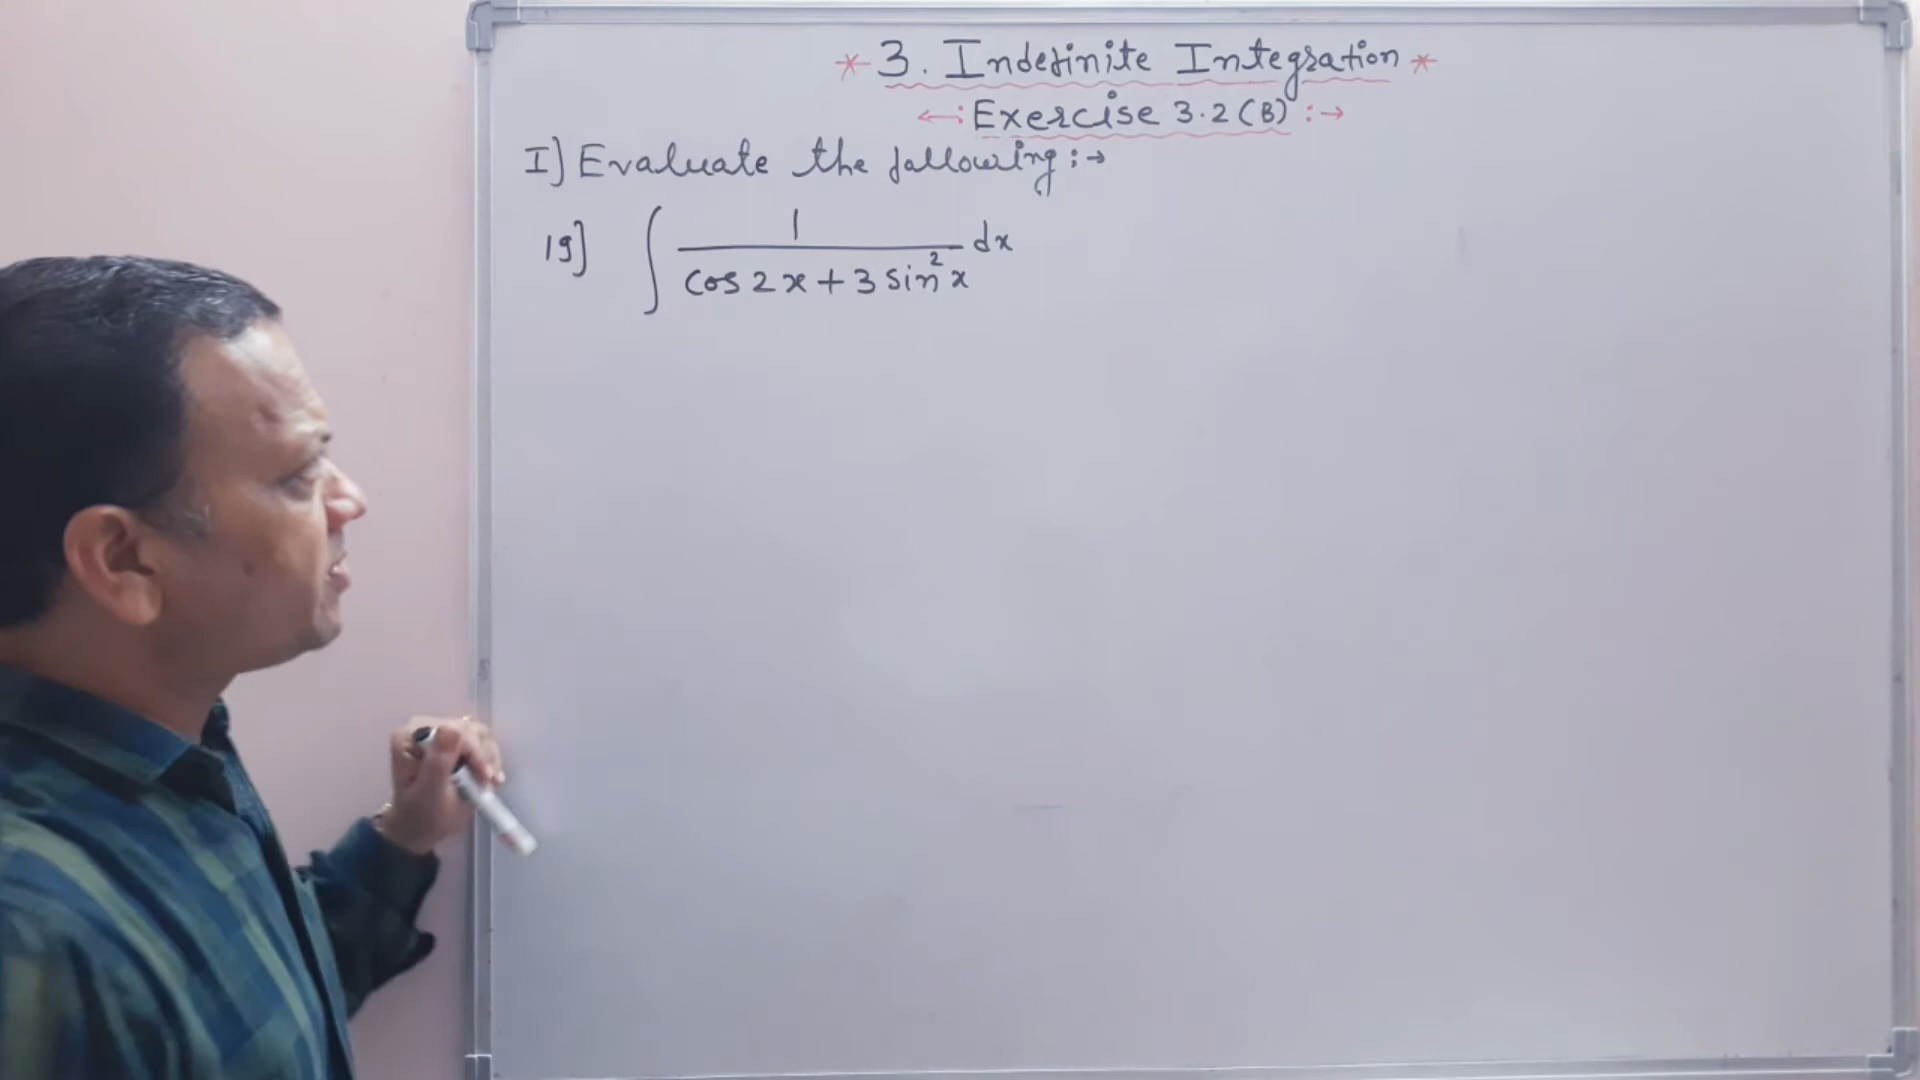 * 3. Indefinite Integration *
←: Exercise 3.2 (B) :→
I] Evaluate the following :→
19] ∫ 1 / (cos 2x + 3 sin² x) dx